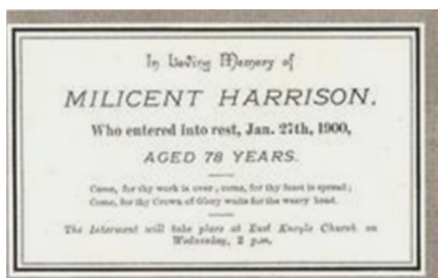 In Loving Memory of
MILICENT HARRISON.
Who entered into rest, Jan. 27th, 1900,
AGED 78 YEARS.
Come, for thy work is over, come, for thy feast is spread;
Come, for thy Crown of Glory waits for the weary head.
The Interment will take place at East Knoyle Church on
Wednesday, 2 p.m.